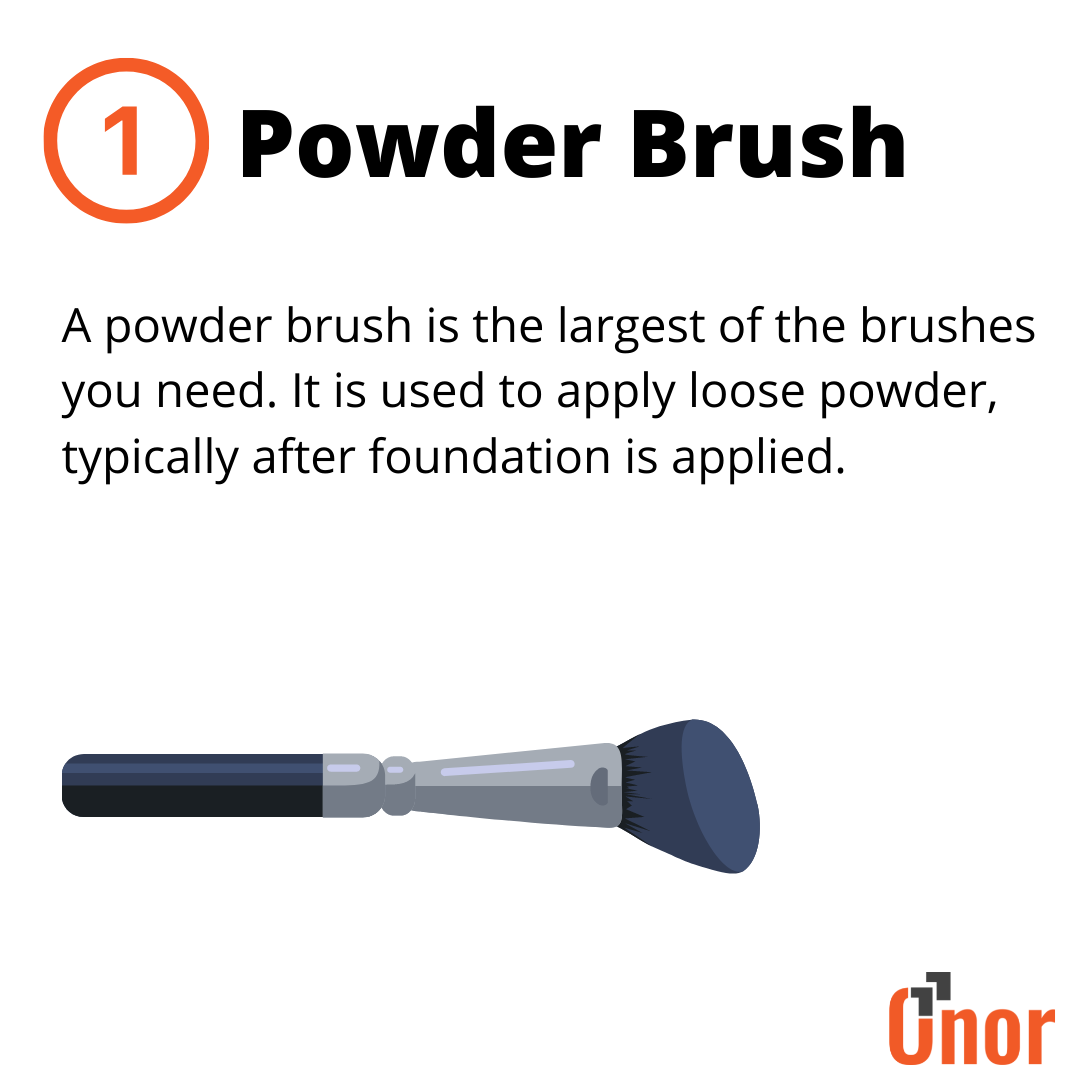 1
Powder Brush
A powder brush is the largest of the brushes
you need. It is used to apply loose powder,
typically after foundation is applied.
Onor